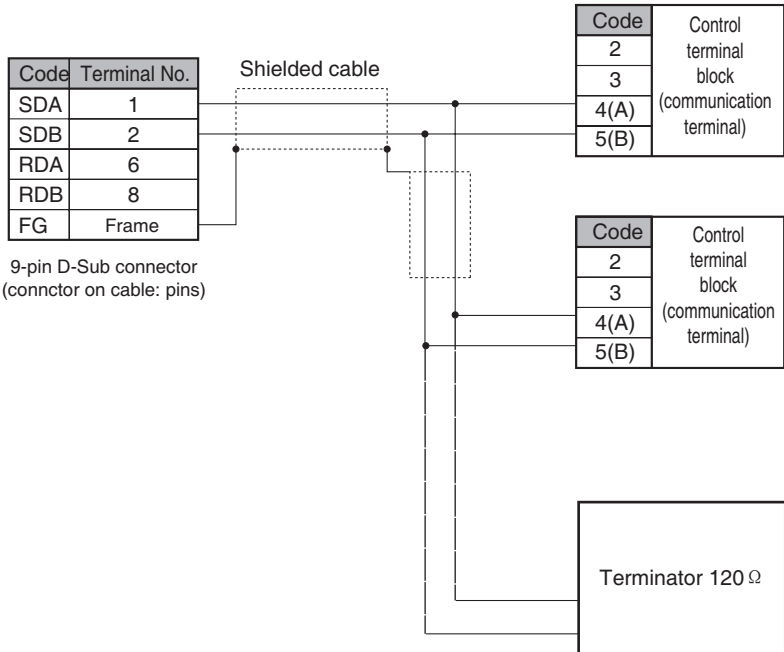 Code Terminal No.
SDA 1
SDB 2
RDA 6
RDB 8
FG Frame
9-pin D-Sub connector
(connctor on cable: pins)
Shielded cable
Code
2
3
4(A)
5(B)
Control
terminal
block
(communication
terminal)
Code
2
3
4(A)
5(B)
Control
terminal
block
(communication
terminal)
Terminator 120 Ω